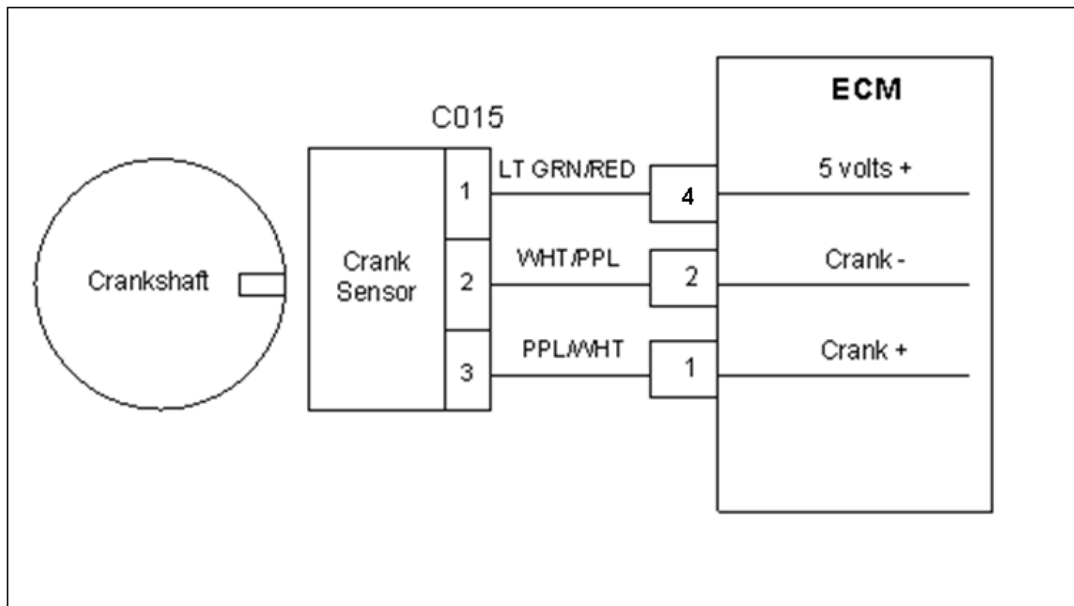 ECM
C015
LT GRN/RED
1
4
5 volts +
Crankshaft
Crank
Sensor
WHT/PPL
2
2
Crank -
PPL/WHT
3
1
Crank +